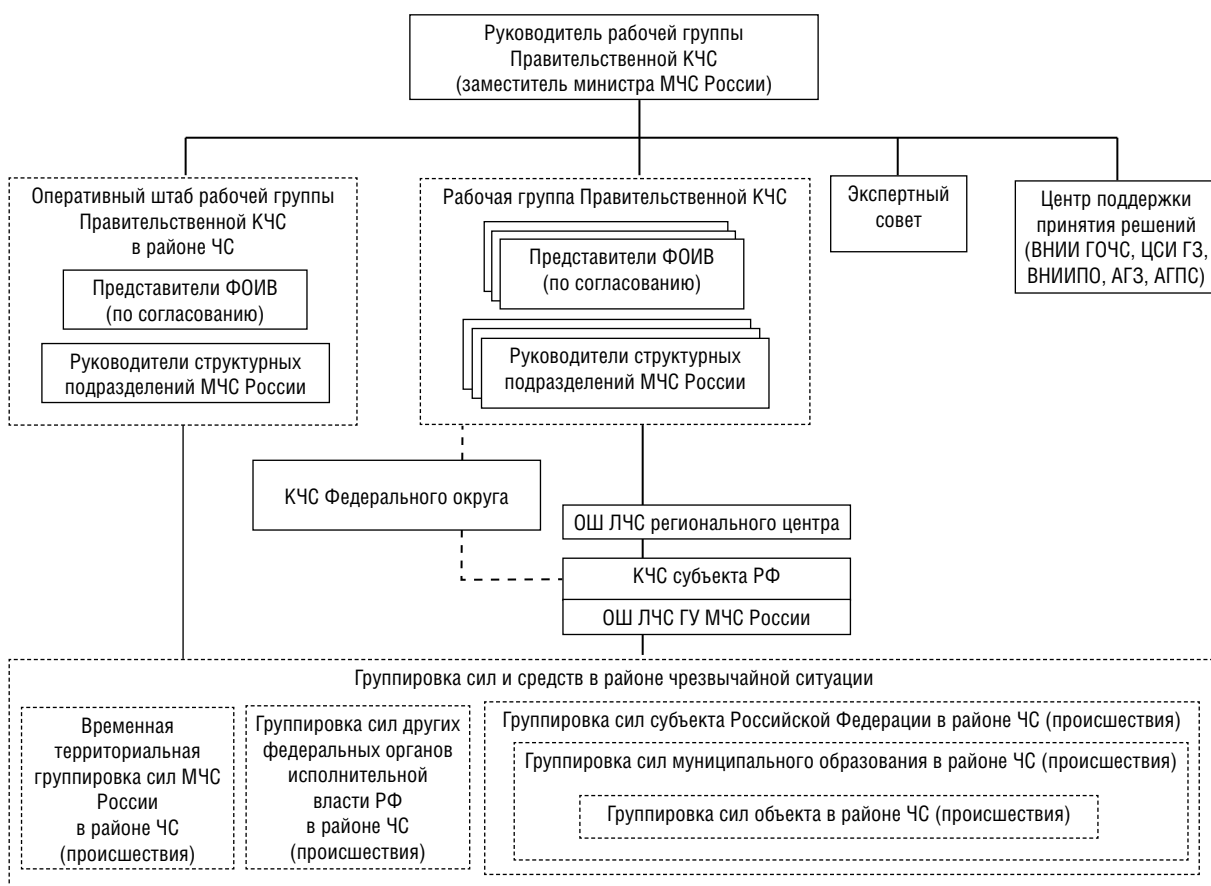 Руководитель рабочей группы
Правительственной КЧС
(заместитель министра МЧС России)
Оперативный штаб рабочей группы
Правительственной КЧС
в районе ЧС
Представители ФОИВ
(по согласованию)
Руководители структурных
подразделений МЧС России
Рабочая группа Правительственной КЧС
Представители ФОИВ
(по согласованию)
Руководители структурных
подразделений МЧС России
Экспертный
совет
Центр поддержки
принятия решений
(ВНИИ ГОЧС, ЦСИ ГЗ,
ВНИИПО, АГЗ, АГПС)
КЧС Федерального округа
ОШ ЛЧС регионального центра
КЧС субъекта РФ
ОШ ЛЧС ГУ МЧС России
Группировка сил и средств в районе чрезвычайной ситуации
Временная
территориальная
группировка сил МЧС
России
в районе ЧС
(происшествия)
Группировка сил других
федеральных органов
исполнительной
власти РФ
в районе ЧС
(происшествия)
Группировка сил субъекта Российской Федерации в районе ЧС (происшествия)
Группировка сил муниципального образования в районе ЧС (происшествия)
Группировка сил объекта в районе ЧС (происшествия)